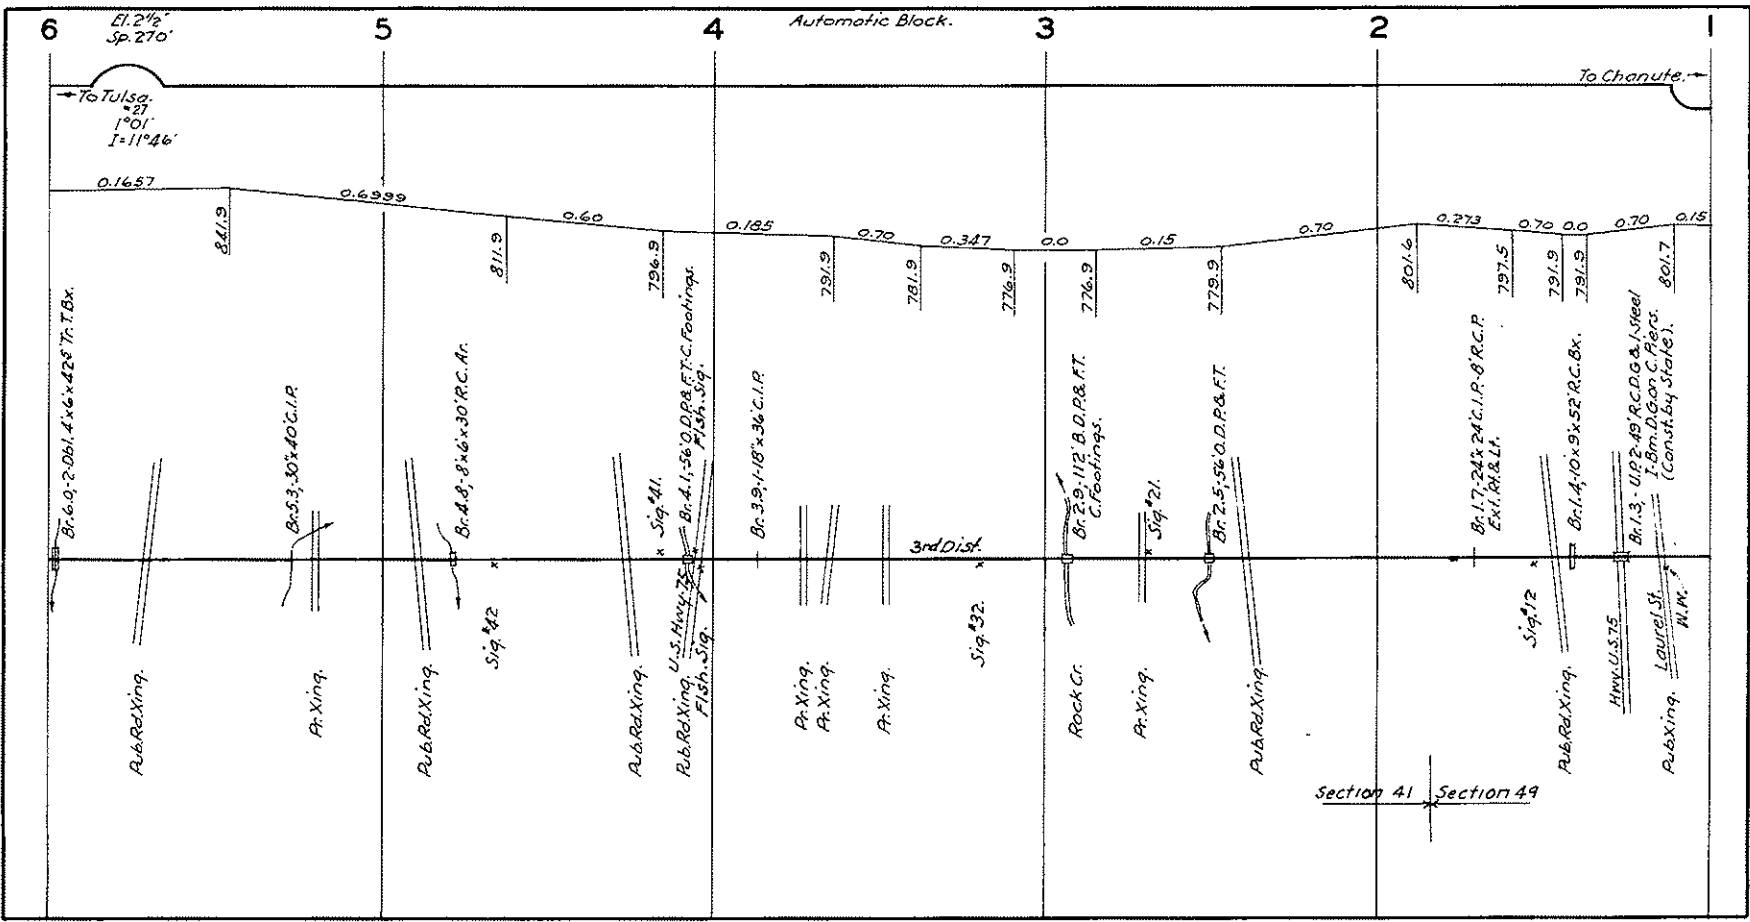 6
El. 2½"
Sp. 270'
5
4
Automatic Block.
3
2
1
To Tulsa.
#27
1°01'
I=11°46'
To Chanute.
0.1657
0.6999
0.60
0.185
0.70
0.347
0.0
0.15
0.70
0.273
0.70
0.0
0.70
0.15
841.9
811.9
796.9
791.9
781.9
776.9
776.9
779.9
801.6
797.5
791.9
791.9
801.7
Br. 6.0,-2-Dbl. 4'x6'x42⁵' Tr. T. Bx.
Br. 5.3, 30"x40' C.I.P.
Br. 4.8,-8'x6'x30' R.C. Ar.
Sig. #41.
Br. 4.1,-56' O.D.P.& F.T.-C. Footings.
Flsh. Sig.
Br. 3.9,-1-18"x36' C.I.P.
Br. 2.9,-112' B.D.P.& F.T.
C. Footings.
Sig. #21.
Br. 2.5,-56' O.D.P.& F.T.
Br. 1.7,-24"x24' C.I.P.-8' R.C.P.
Ex. Rt. & Lt.
Br. 1.4,-10'x9'x52' R.C. Bx.
Br. 1.3,- U.P. 2-49' R.C.D.G. & 1-Steel
I-Bm. D.G. on C. Piers.
(Const. by State).
3rd Dist.
Pub. Rd. Xing.
Pr. Xing.
Pub. Rd. Xing.
Sig. #42
Pub. Rd. Xing.
Pub. Rd. Xing. U.S. Hwy. 75
Flsh. Sig.
Pr. Xing.
Pr. Xing.
Pr. Xing.
Sig. #32.
Rock Cr.
Pr. Xing.
Pub. Rd. Xing.
Sig. #12
Pub. Rd. Xing.
Hwy. U.S. 75
Laurel St.
Pub. Xing.
W.W.
Section 41
Section 49